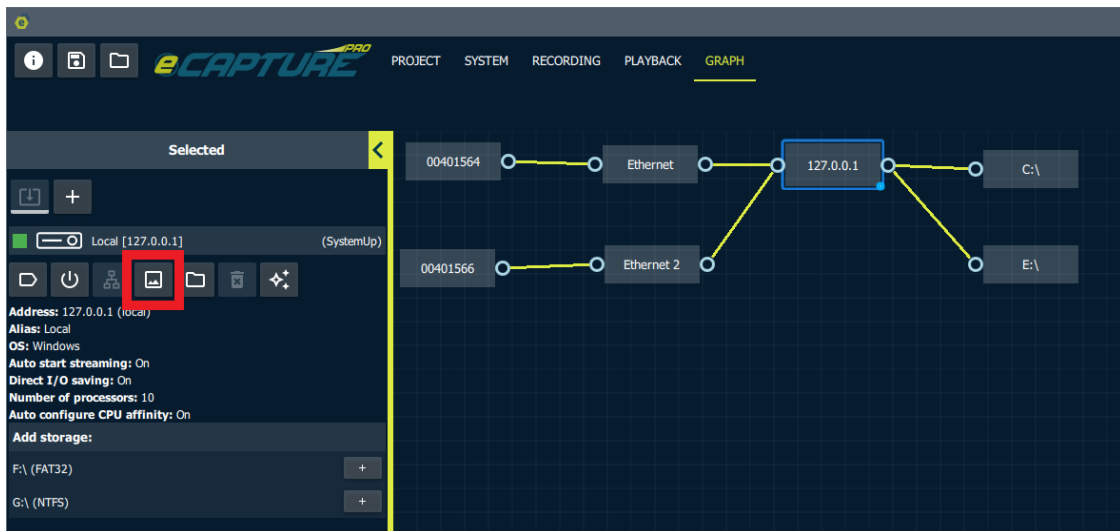 eCAPTURE PRO
PROJECT SYSTEM RECORDING PLAYBACK GRAPH
Selected
Local [127.0.0.1] (SystemUp)
Address: 127.0.0.1 (local)
Alias: Local
OS: Windows
Auto start streaming: On
Direct I/O saving: On
Number of processors: 10
Auto configure CPU affinity: On
Add storage:
F:\ (FAT32) +
G:\ (NTFS) +
00401564 Ethernet 127.0.0.1 C:\
00401566 Ethernet 2 E:\